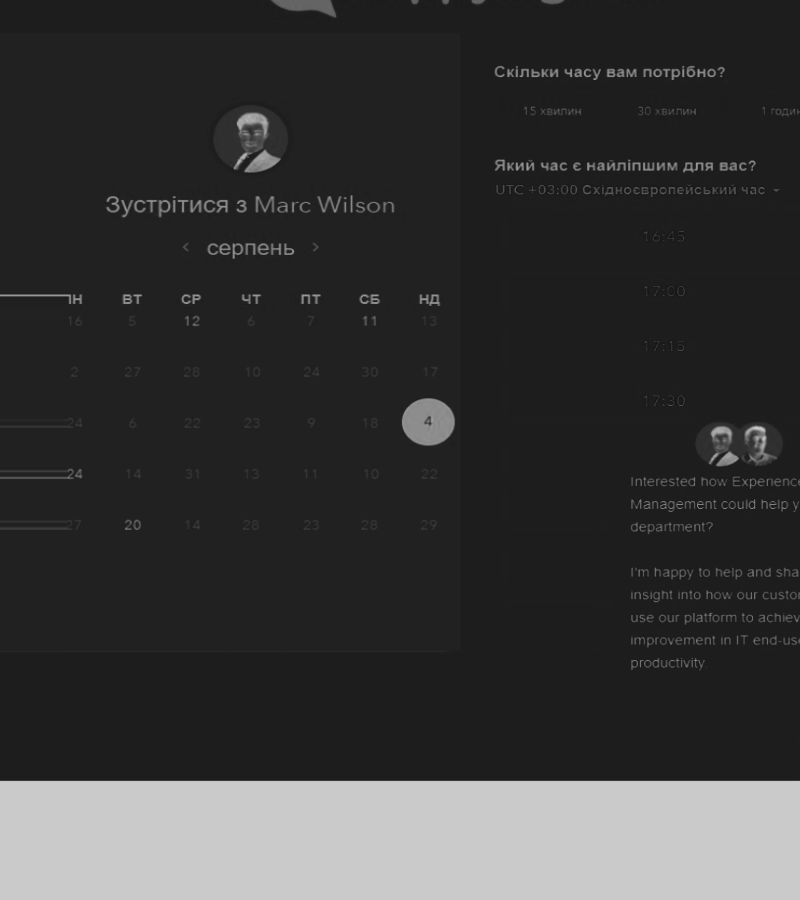 Зустрітися з Marc Wilson
серпень
ІН ВТ СР ЧТ ПТ СБ НД
16 5 12 6 7 11 13
2 27 28 10 24 30 17
24 6 22 23 9 18 4
24 14 31 13 11 10 22
27 20 14 28 23 28 29
Скільки часу вам потрібно?
15 хвилин 30 хвилин 1 годин
Який час є найліпшим для вас?
UTC +03:00 Східноєвропейський час
16:45
17:00
17:15
17:30
Interested how Experience
Management could help y
department?
I'm happy to help and sha
insight into how our custo
use our platform to achiev
improvement in IT end-use
productivity.